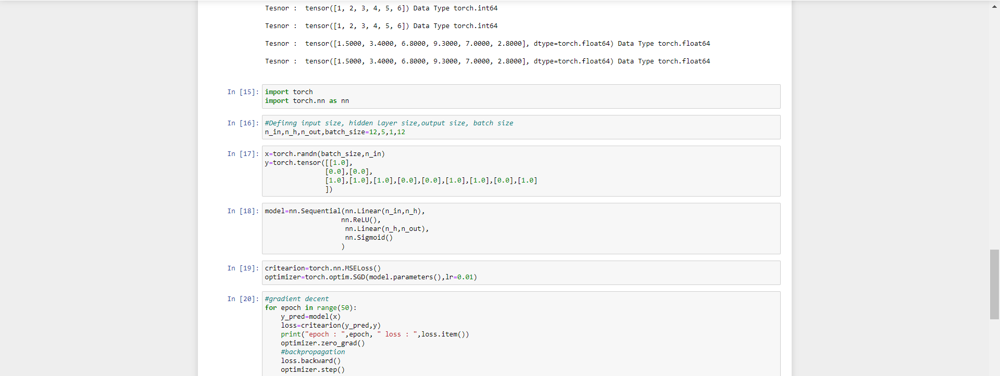 Tesnor :  tensor([1, 2, 3, 4, 5, 6]) Data Type torch.int64
Tesnor :  tensor([1, 2, 3, 4, 5, 6]) Data Type torch.int64
Tesnor :  tensor([1.5000, 3.4000, 6.8000, 9.3000, 7.0000, 2.8000], dtype=torch.float64) Data Type torch.float64
Tesnor :  tensor([1.5000, 3.4000, 6.8000, 9.3000, 7.0000, 2.8000], dtype=torch.float64) Data Type torch.float64
In [15]: import torch
import torch.nn as nn
In [16]: #Definng input size, hidden layer size,output size, batch size
n_in,n_h,n_out,batch_size=12,5,1,12
In [17]: x=torch.randn(batch_size,n_in)
y=torch.tensor([[1.0],
[0.0],[0.0],
[1.0],[1.0],[1.0],[0.0],[0.0],[1.0],[1.0],[0.0],[1.0]
])
In [18]: model=nn.Sequential(nn.Linear(n_in,n_h),
nn.ReLU(),
nn.Linear(n_h,n_out),
nn.Sigmoid()
)
In [19]: critearion=torch.nn.MSELoss()
optimizer=torch.optim.SGD(model.parameters(),lr=0.01)
In [20]: #gradient decent
for epoch in range(50):
    y_pred=model(x)
    loss=critearion(y_pred,y)
    print("epoch : ",epoch, " loss : ",loss.item())
    optimizer.zero_grad()
    #backpropagation
    loss.backward()
    optimizer.step()